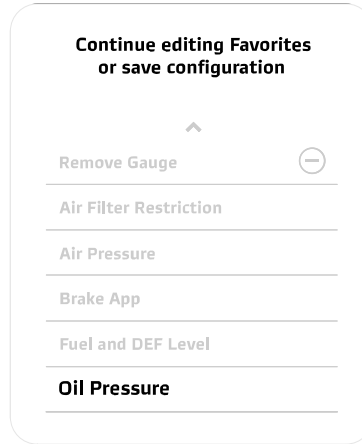 Continue editing Favorites
or save configuration
Remove Gauge
Air Filter Restriction
Air Pressure
Brake App
Fuel and DEF Level
Oil Pressure